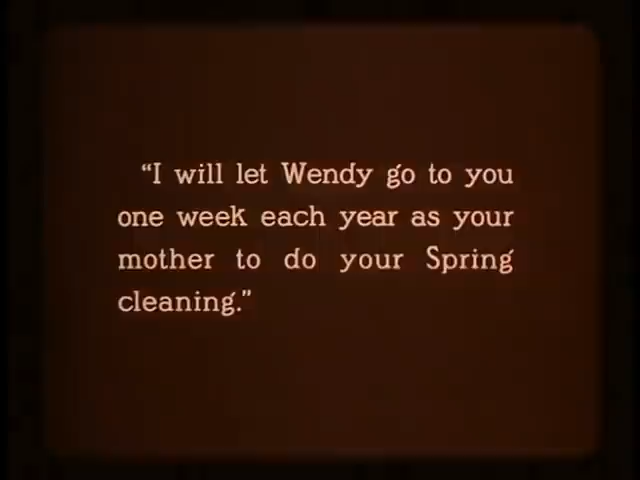 “I will let Wendy go to you
one week each year as your
mother to do your Spring
cleaning.”